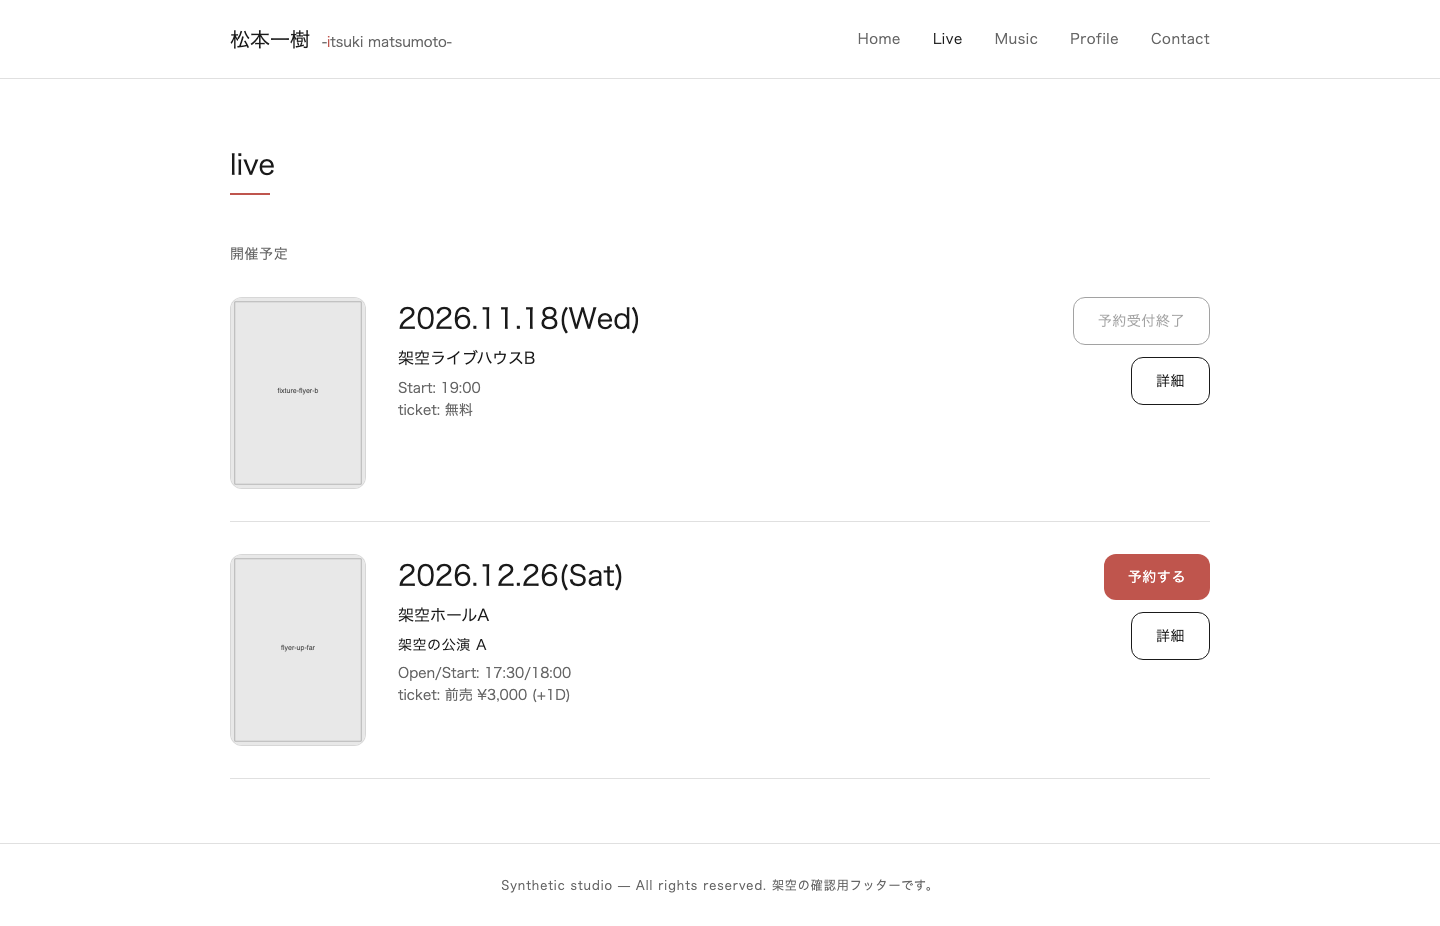 松本一樹 -itsuki matsumoto-
Home Live Music Profile Contact
live
開催予定
fixture-flyer-b
2026.11.18(Wed)
架空ライブハウスB
Start: 19:00
ticket: 無料
予約受付終了
詳細
flyer-up-far
2026.12.26(Sat)
架空ホールA
架空の公演 A
Open/Start: 17:30/18:00
ticket: 前売 ¥3,000 (+1D)
予約する
詳細
Synthetic studio — All rights reserved. 架空の確認用フッターです。